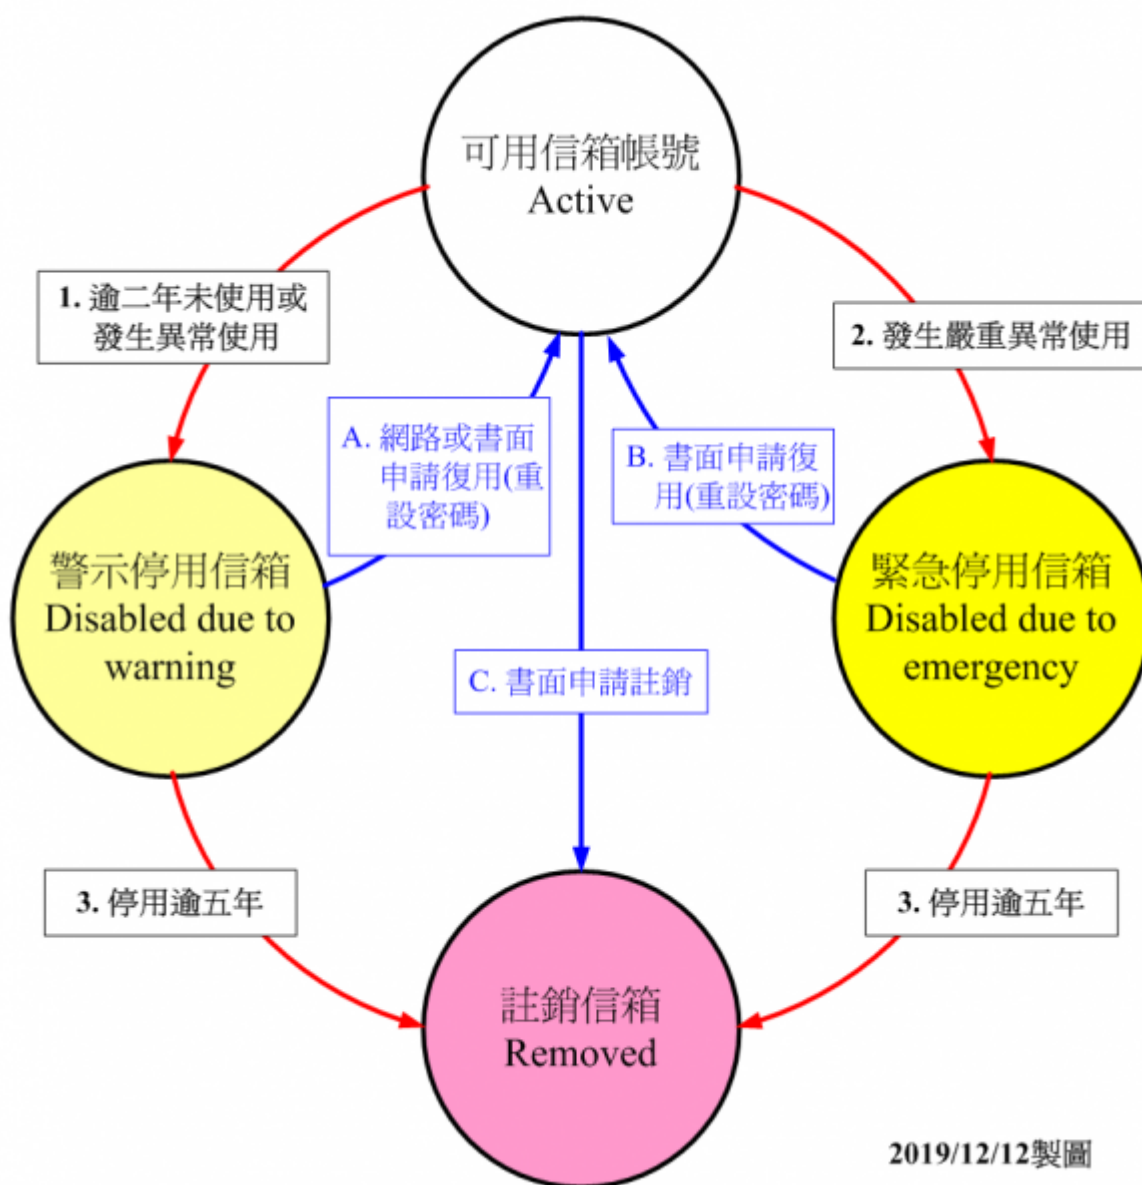 可用信箱帳號
Active
1. 逾二年未使用或
發生異常使用
2. 發生嚴重異常使用
A. 網路或書面
申請復用(重
設密碼)
B. 書面申請復
用(重設密碼)
警示停用信箱
Disabled due to
warning
緊急停用信箱
Disabled due to
emergency
C. 書面申請註銷
3. 停用逾五年
3. 停用逾五年
註銷信箱
Removed
2019/12/12製圖